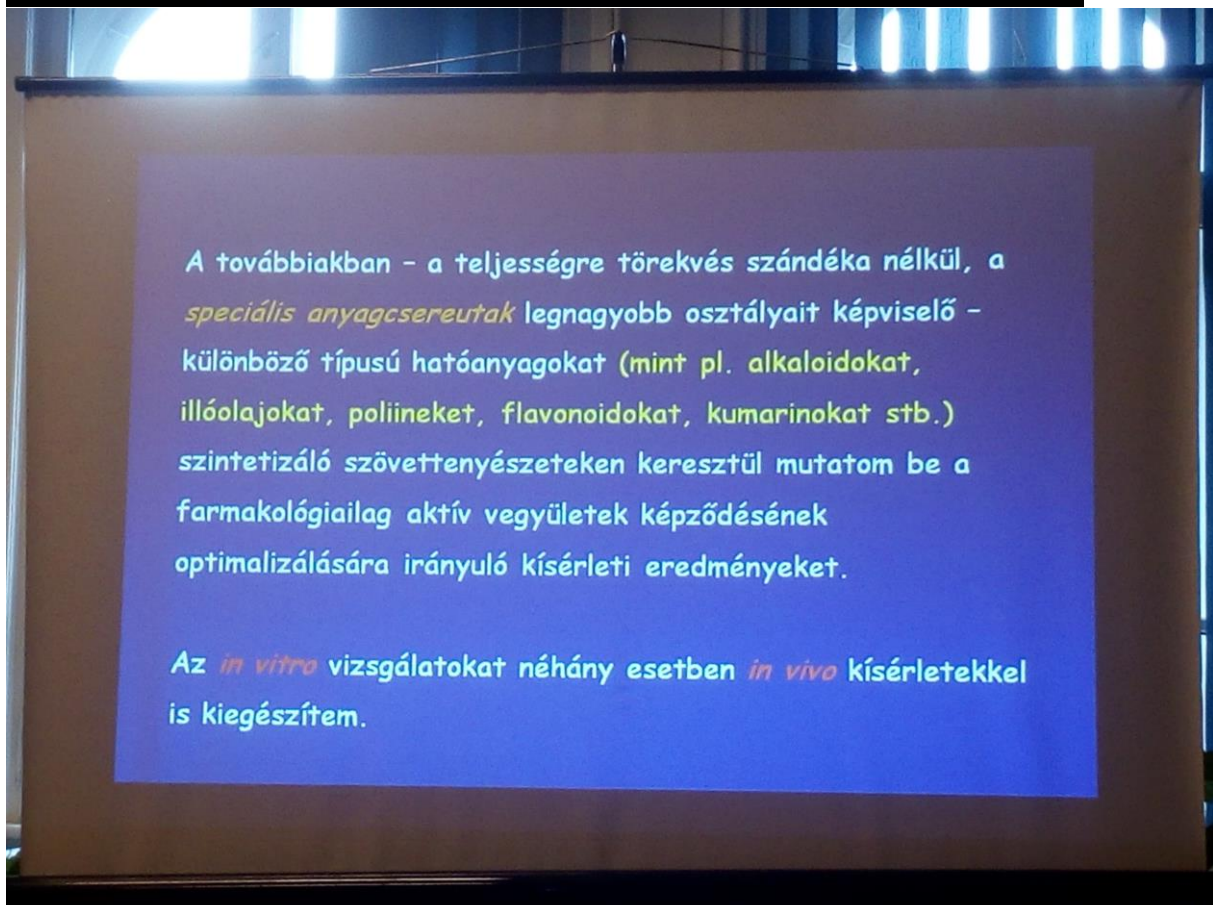 A továbbiakban – a teljességre törekvés szándéka nélkül, a
speciális anyagcsereutak legnagyobb osztályait képviselő –
különböző típusú hatóanyagokat (mint pl. alkaloidokat,
illóolajokat, poliineket, flavonoidokat, kumarinokat stb.)
szintetizáló szövettenyészeteken keresztül mutatom be a
farmakológiailag aktív vegyületek képződésének
optimalizálására irányuló kísérleti eredményeket.
Az in vitro vizsgálatokat néhány esetben in vivo kísérletekkel
is kiegészítem.